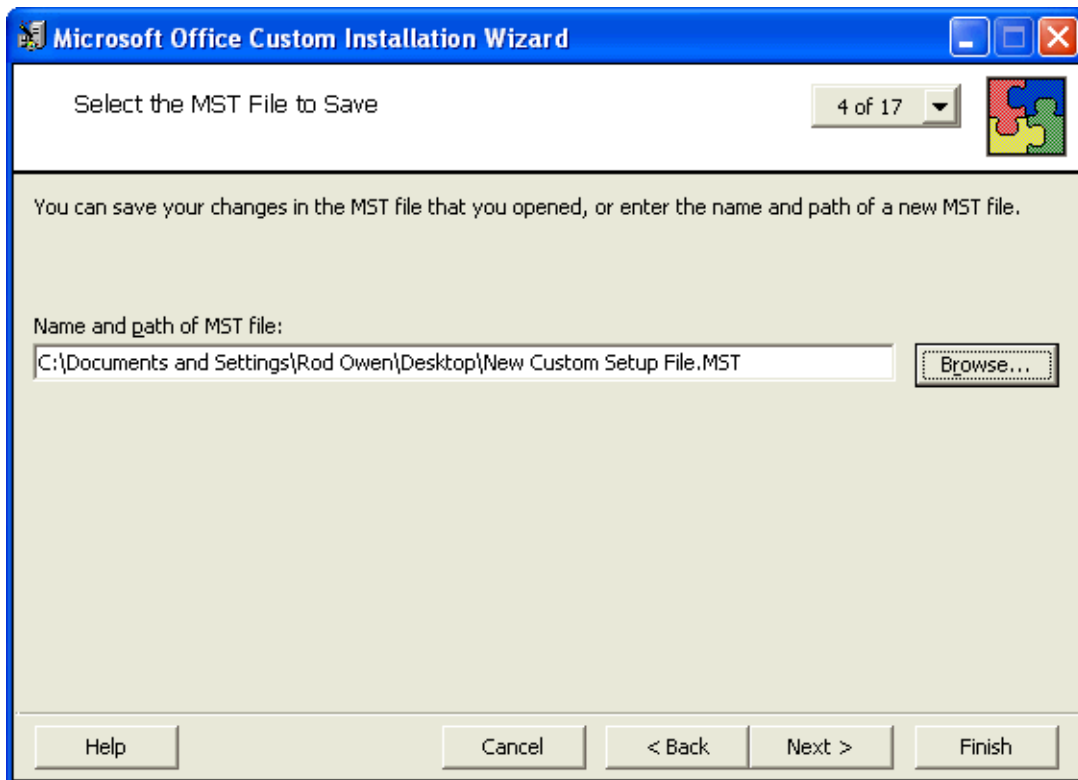 Microsoft Office Custom Installation Wizard
Select the MST File to Save
4 of 17
You can save your changes in the MST file that you opened, or enter the name and path of a new MST file.
Name and path of MST file:
C:\Documents and Settings\Rod Owen\Desktop\New Custom Setup File.MST
Browse...
Help
Cancel
< Back
Next >
Finish